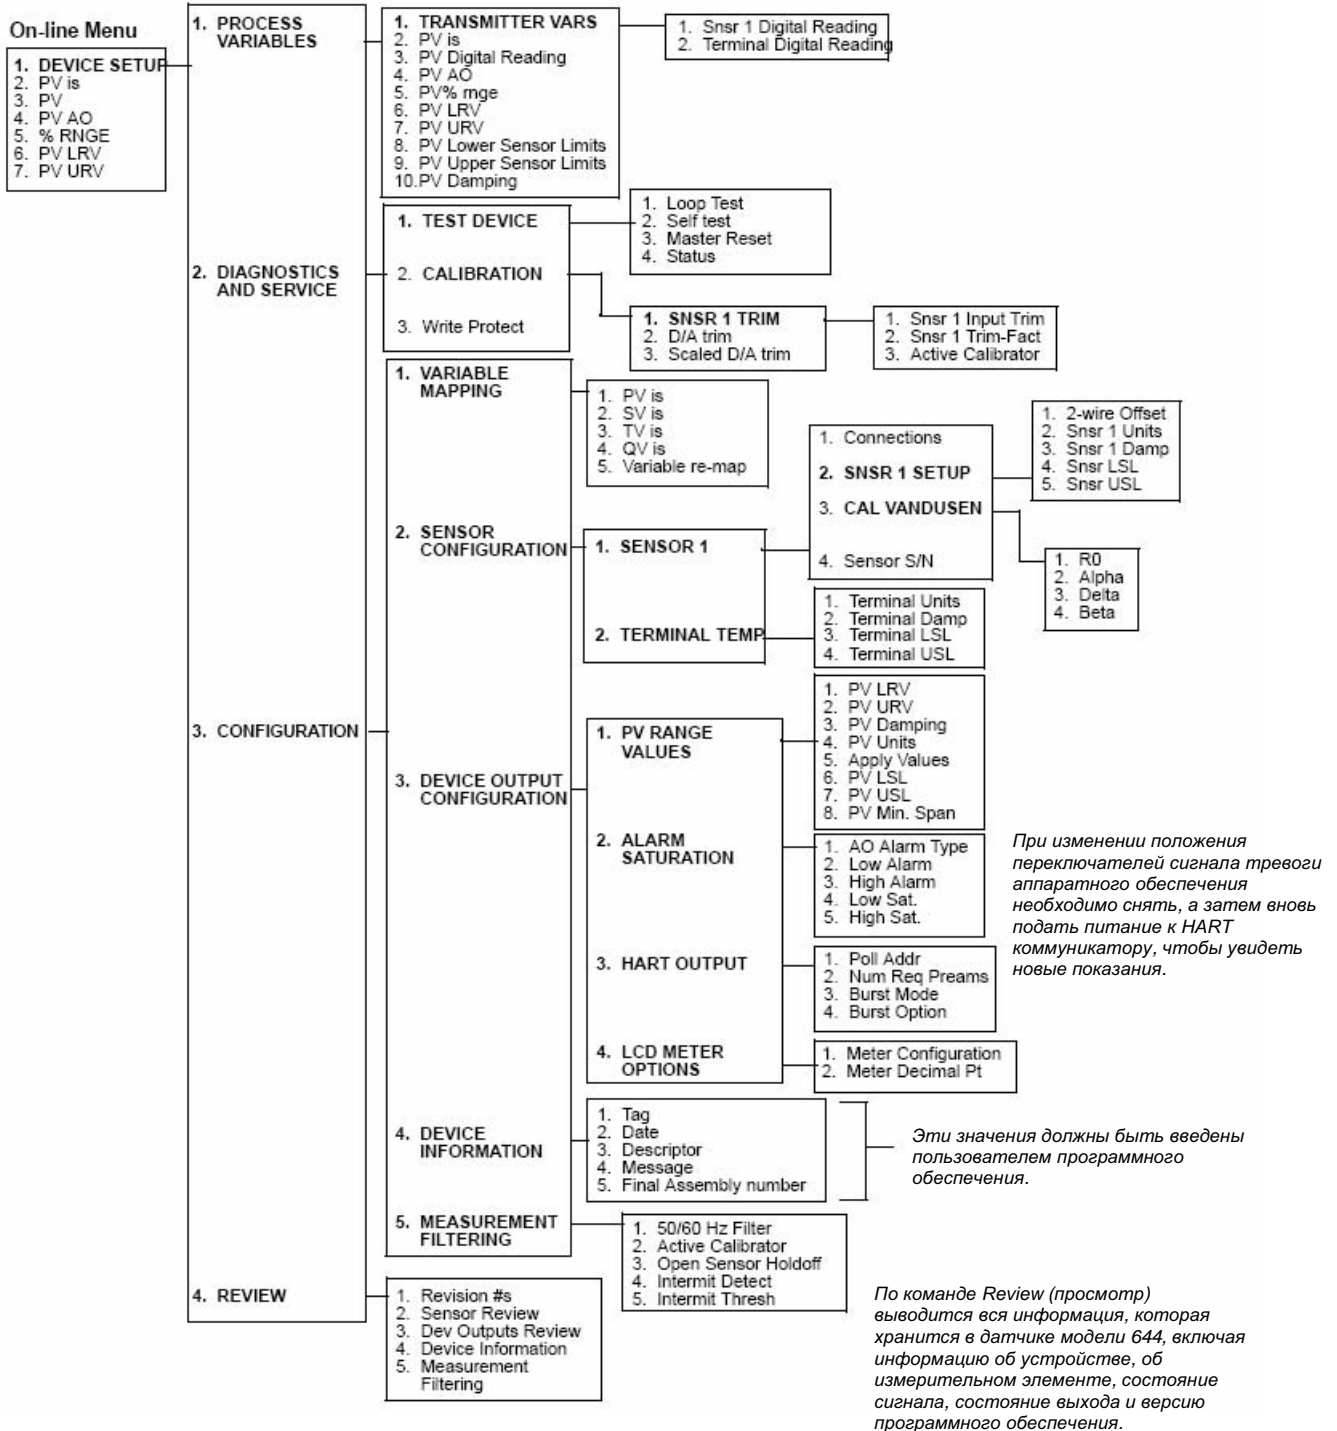 On-line Menu
1. DEVICE SETUP
2. PV is
3. PV
4. PV AO
5. % RNGE
6. PV LRV
7. PV URV
1. PROCESS
VARIABLES
2. DIAGNOSTICS
AND SERVICE
3. CONFIGURATION
4. REVIEW
1. TRANSMITTER VARS
2. PV is
3. PV Digital Reading
4. PV AO
5. PV% rnge
6. PV LRV
7. PV URV
8. PV Lower Sensor Limits
9. PV Upper Sensor Limits
10.PV Damping
1. Snsr 1 Digital Reading
2. Terminal Digital Reading
1. TEST DEVICE
2. CALIBRATION
3. Write Protect
1. Loop Test
2. Self test
3. Master Reset
4. Status
1. SNSR 1 TRIM
2. D/A trim
3. Scaled D/A trim
1. Snsr 1 Input Trim
2. Snsr 1 Trim-Fact
3. Active Calibrator
1. VARIABLE
MAPPING
2. SENSOR
CONFIGURATION
3. DEVICE OUTPUT
CONFIGURATION
4. DEVICE
INFORMATION
5. MEASUREMENT
FILTERING
1. PV is
2. SV is
3. TV is
4. QV is
5. Variable re-map
1. SENSOR 1
2. TERMINAL TEMP
1. Connections
2. SNSR 1 SETUP
3. CAL VANDUSEN
4. Sensor S/N
1. 2-wire Offset
2. Snsr 1 Units
3. Snsr 1 Damp
4. Snsr LSL
5. Snsr USL
1. R0
2. Alpha
3. Delta
4. Beta
1. Terminal Units
2. Terminal Damp
3. Terminal LSL
4. Terminal USL
1. PV RANGE
VALUES
2. ALARM
SATURATION
3. HART OUTPUT
4. LCD METER
OPTIONS
1. PV LRV
2. PV URV
3. PV Damping
4. PV Units
5. Apply Values
6. PV LSL
7. PV USL
8. PV Min. Span
1. AO Alarm Type
2. Low Alarm
3. High Alarm
4. Low Sat.
5. High Sat.
При изменении положения
переключателей сигнала тревоги
аппаратного обеспечения
необходимо снять, а затем вновь
подать питание к HART
коммуникатору, чтобы увидеть
новые показания.
1. Poll Addr
2. Num Req Preams
3. Burst Mode
4. Burst Option
1. Meter Configuration
2. Meter Decimal Pt
1. Tag
2. Date
3. Descriptor
4. Message
5. Final Assembly number
Эти значения должны быть введены
пользователем программного
обеспечения.
1. 50/60 Hz Filter
2. Active Calibrator
3. Open Sensor Holdoff
4. Intermit Detect
5. Intermit Thresh
1. Revision #s
2. Sensor Review
3. Dev Outputs Review
4. Device Information
5. Measurement
Filtering
По команде Review (просмотр)
выводится вся информация, которая
хранится в датчике модели 644, включая
информацию об устройстве, об
измерительном элементе, состояние
сигнала, состояние выхода и версию
программного обеспечения.